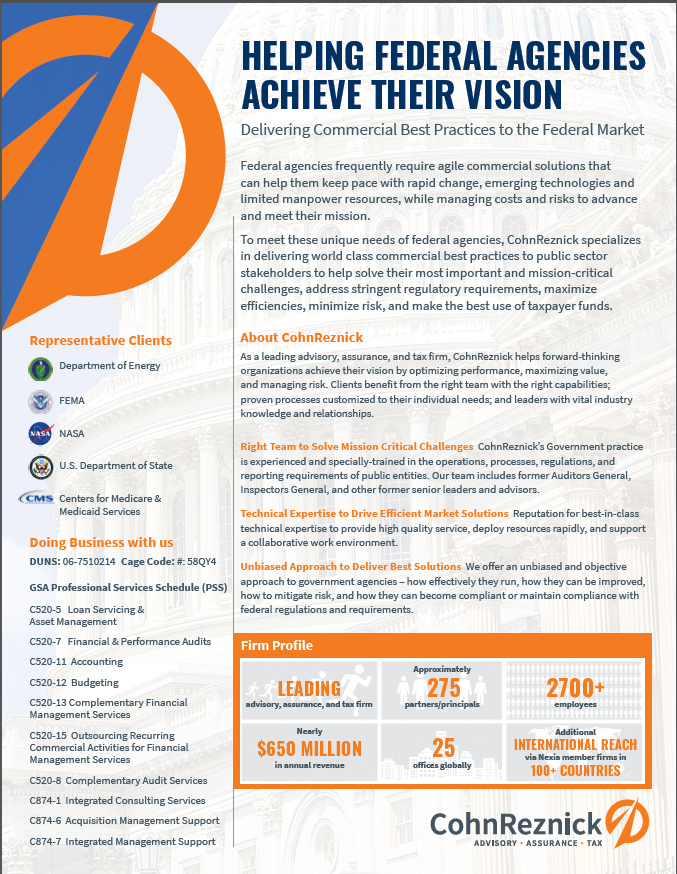 HELPING FEDERAL AGENCIES
ACHIEVE THEIR VISION
Delivering Commercial Best Practices to the Federal Market
Federal agencies frequently require agile commercial solutions that
can help them keep pace with rapid change, emerging technologies and
limited manpower resources, while managing costs and risks to advance
and meet their mission.
To meet these unique needs of federal agencies, CohnReznick specializes
in delivering world class commercial best practices to public sector
stakeholders to help solve their most important and mission-critical
challenges, address stringent regulatory requirements, maximize
efficiencies, minimize risk, and make the best use of taxpayer funds.
Representative Clients
Department of Energy
FEMA
NASA
NASA
U.S. Department of State
CMS
Centers for Medicare &
Medicaid Services
Doing Business with us
DUNS: 06-7510214 Cage Code: #: 58QY4
GSA Professional Services Schedule (PSS)
C520-5 Loan Servicing &
Asset Management
C520-7 Financial & Performance Audits
C520-11 Accounting
C520-12 Budgeting
C520-13 Complementary Financial
Management Services
C520-15 Outsourcing Recurring
Commercial Activities for Financial
Management Services
C520-8 Complementary Audit Services
C874-1 Integrated Consulting Services
C874-6 Acquisition Management Support
C874-7 Integrated Management Support
About CohnReznick
As a leading advisory, assurance, and tax firm, CohnReznick helps forward-thinking
organizations achieve their vision by optimizing performance, maximizing value,
and managing risk. Clients benefit from the right team with the right capabilities;
proven processes customized to their individual needs; and leaders with vital industry
knowledge and relationships.
Right Team to Solve Mission Critical Challenges CohnReznick's Government practice
is experienced and specially-trained in the operations, processes, regulations, and
reporting requirements of public entities. Our team includes former Auditors General,
Inspectors General, and other former senior leaders and advisors.
Technical Expertise to Drive Efficient Market Solutions Reputation for best-in-class
technical expertise to provide high quality service, deploy resources rapidly, and support
a collaborative work environment.
Unbiased Approach to Deliver Best Solutions We offer an unbiased and objective
approach to government agencies – how effectively they run, how they can be improved,
how to mitigate risk, and how they can become compliant or maintain compliance with
federal regulations and requirements.
Firm Profile
LEADING
advisory, assurance, and tax firm
Approximately
275
partners/principals
2700+
employees
Nearly
$650 MILLION
in annual revenue
25
offices globally
Additional
INTERNATIONAL REACH
via Nexia member firms in
100+ COUNTRIES
CohnReznick
ADVISORY • ASSURANCE • TAX